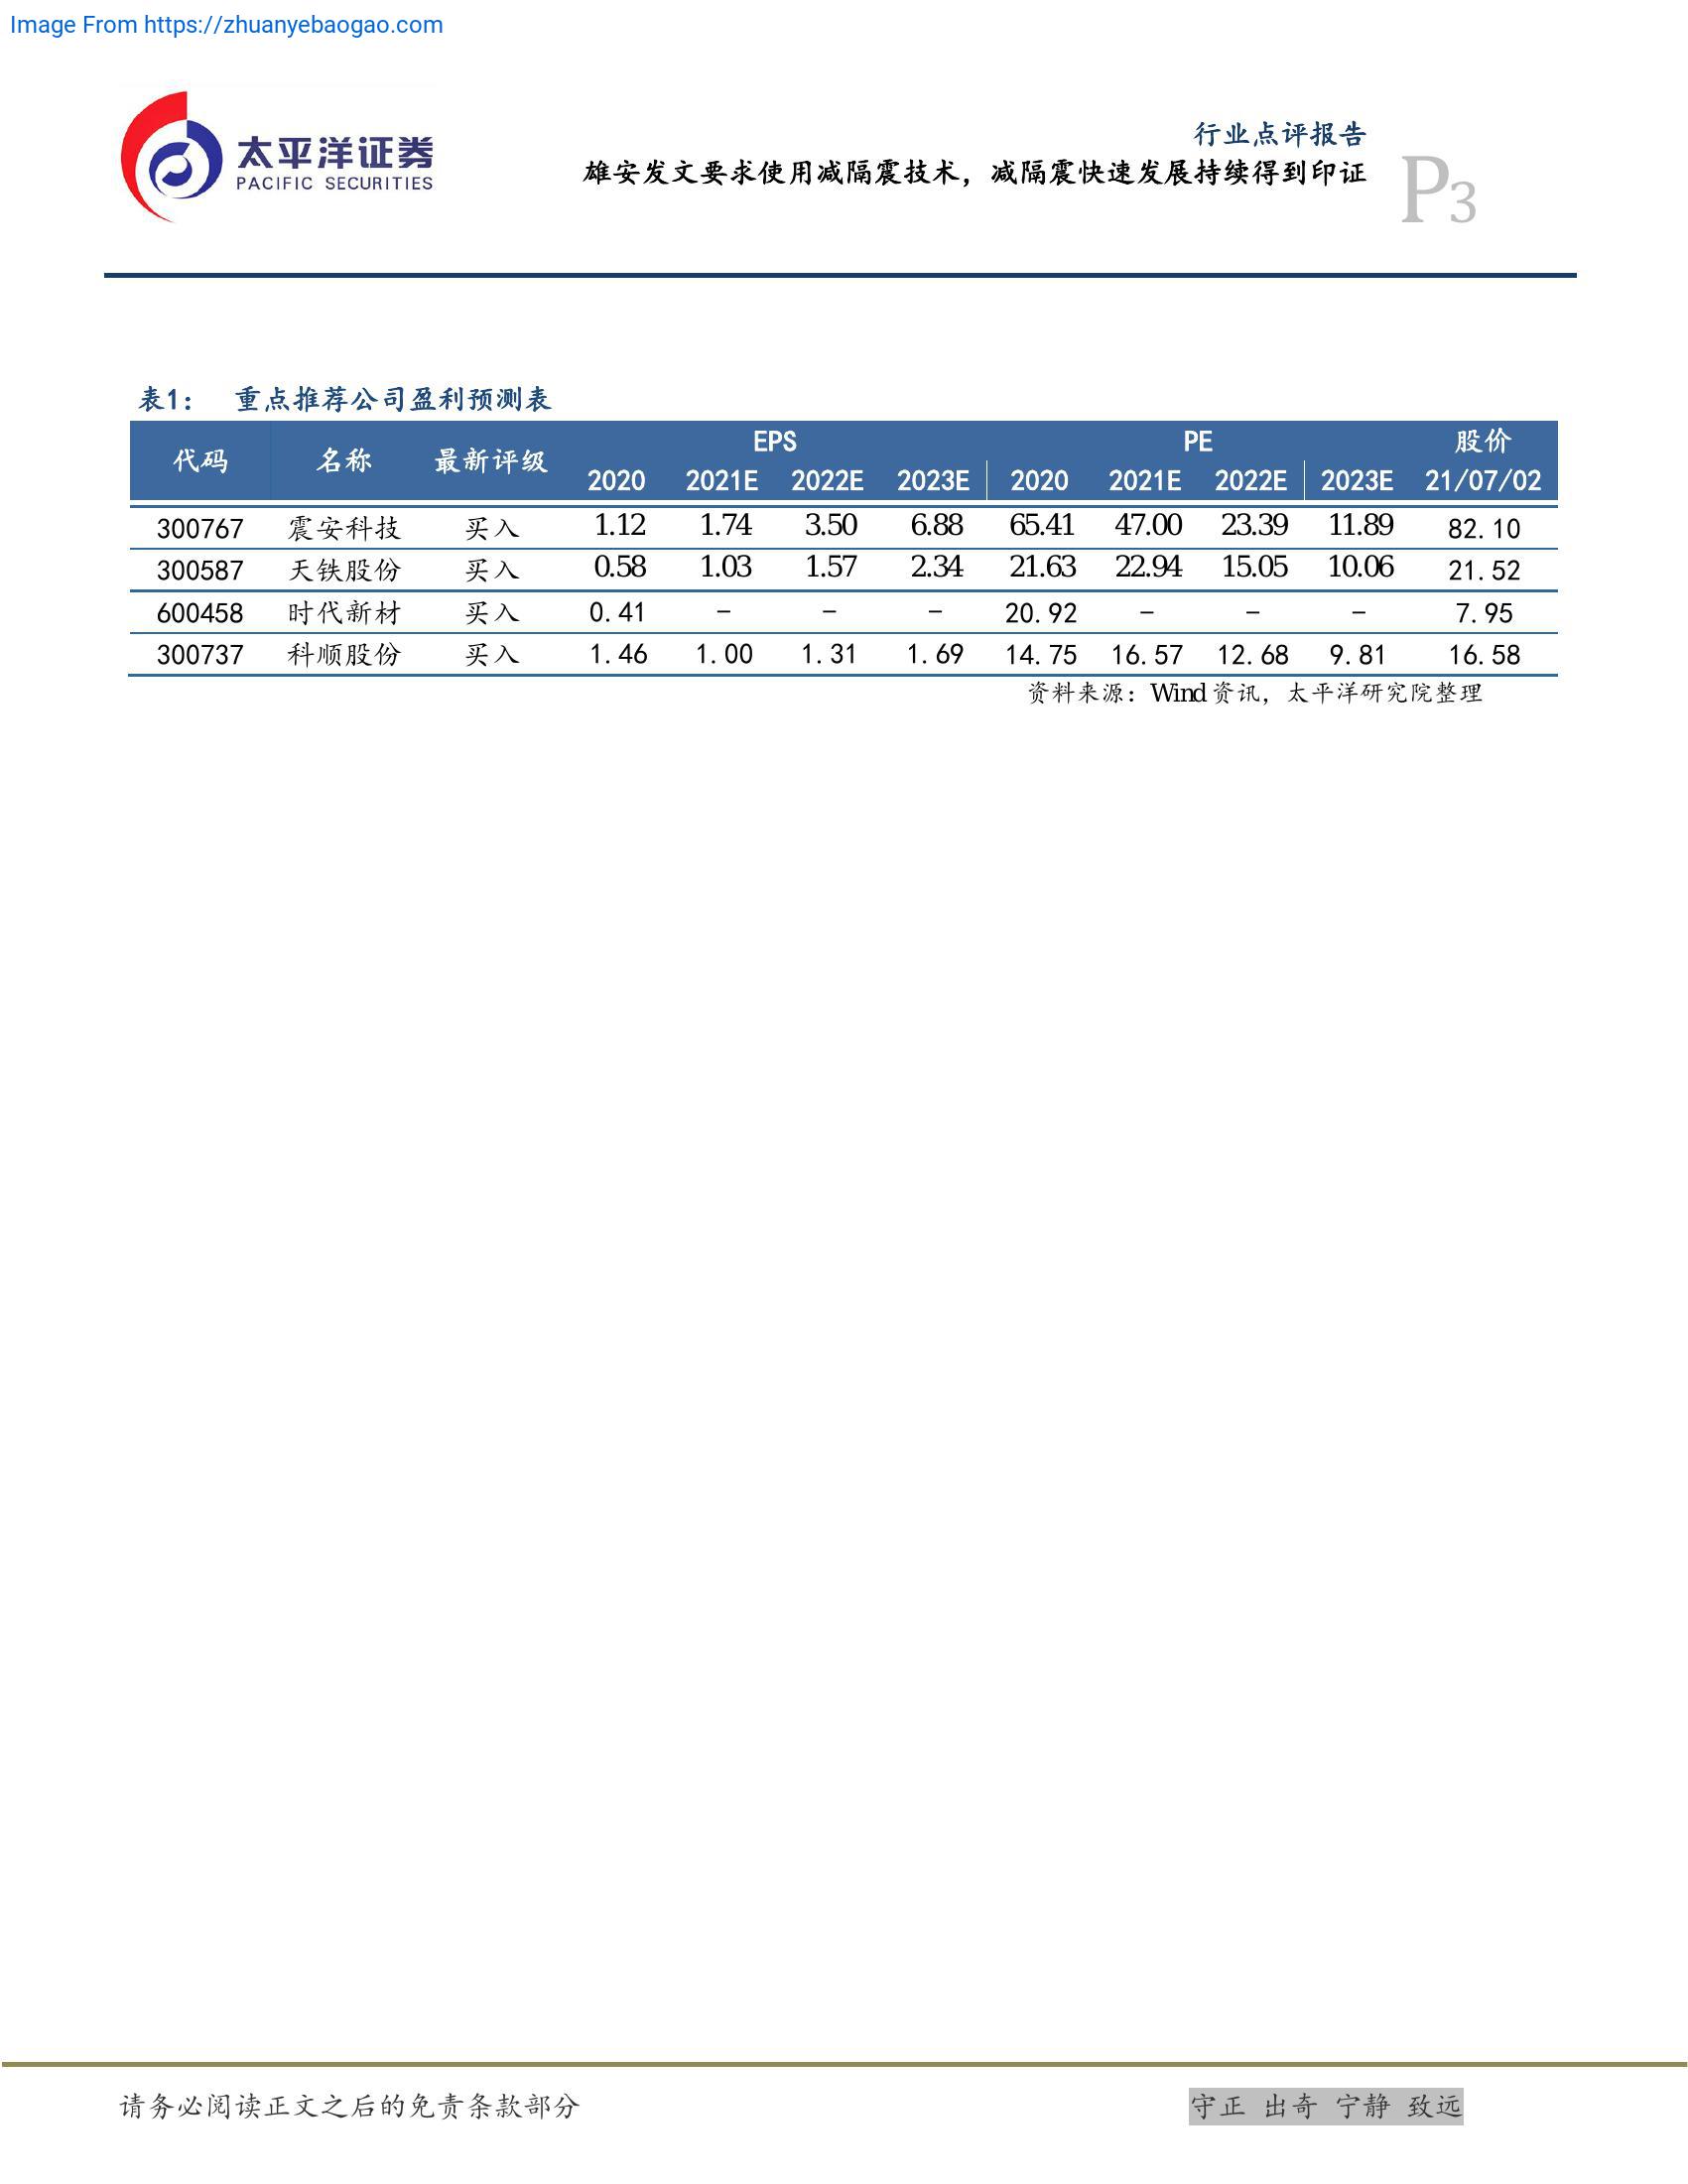 Image From https://zhuanyebaogao.com
太平洋证券
PACIFIC SECURITIES
行业点评报告
雄安发文要求使用减隔震技术，减隔震快速发展持续得到印证
P3
表1： 重点推荐公司盈利预测表
代码 名称 最新评级 EPS PE 股价
2020 2021E 2022E 2023E 2020 2021E 2022E 2023E 21/07/02
300767 震安科技 买入 1.12 1.74 3.50 6.88 65.41 47.00 23.39 11.89 82.10
300587 天铁股份 买入 0.58 1.03 1.57 2.34 21.63 22.94 15.05 10.06 21.52
600458 时代新材 买入 0.41 - - - 20.92 - - - 7.95
300737 科顺股份 买入 1.46 1.00 1.31 1.69 14.75 16.57 12.68 9.81 16.58
资料来源：Wind 资讯，太平洋研究院整理
请务必阅读正文之后的免责条款部分
守正 出奇 宁静 致远